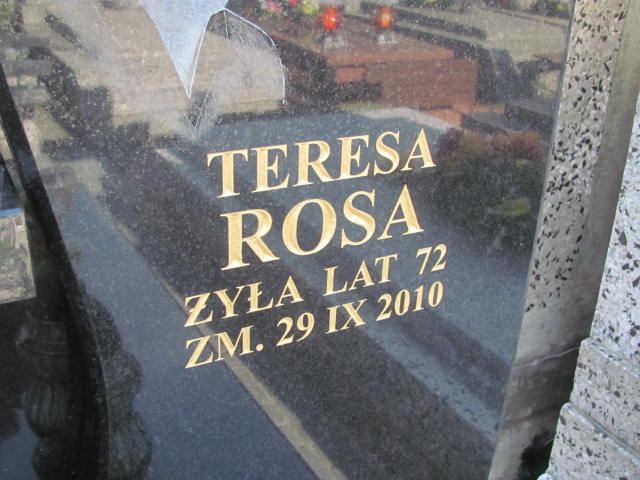 TERESA
ROSA
ŻYŁA LAT 72
ZM. 29 IX 2010